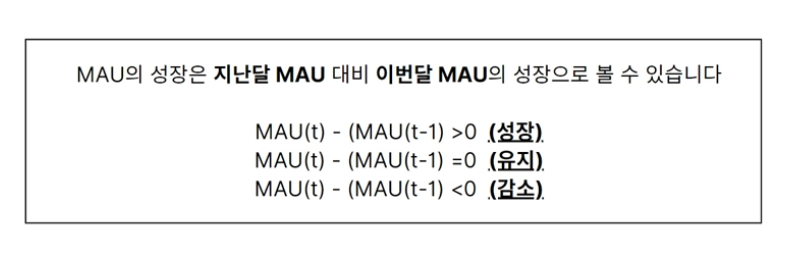 MAU의 성장은 지난달 MAU 대비 이번달 MAU의 성장으로 볼 수 있습니다
MAU(t) - (MAU(t-1) >0 (성장)
MAU(t) - (MAU(t-1) =0 (유지)
MAU(t) - (MAU(t-1) <0 (감소)